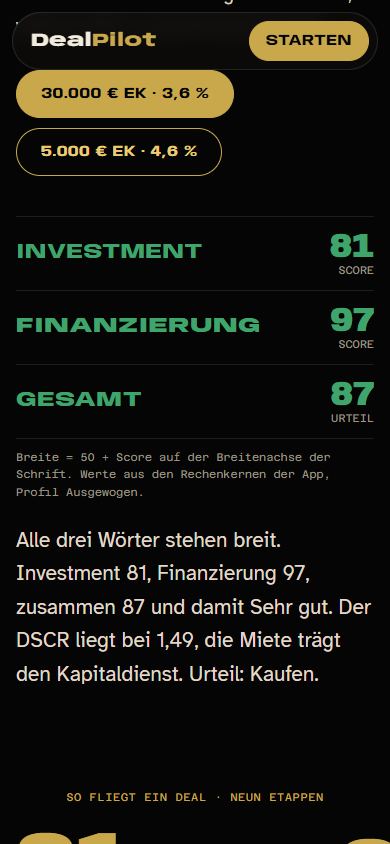 DealPilot
STARTEN
30.000 € EK · 3,6 %
5.000 € EK · 4,6 %
INVESTMENT
81
SCORE
FINANZIERUNG
97
SCORE
GESAMT
87
URTEIL
Breite = 50 + Score auf der Breitenachse der
Schrift. Werte aus den Rechenkernen der App,
Profil Ausgewogen.
Alle drei Wörter stehen breit.
Investment 81, Finanzierung 97,
zusammen 87 und damit Sehr gut. Der
DSCR liegt bei 1,49, die Miete trägt
den Kapitaldienst. Urteil: Kaufen.
SO FLIEGT EIN DEAL · NEUN ETAPPEN